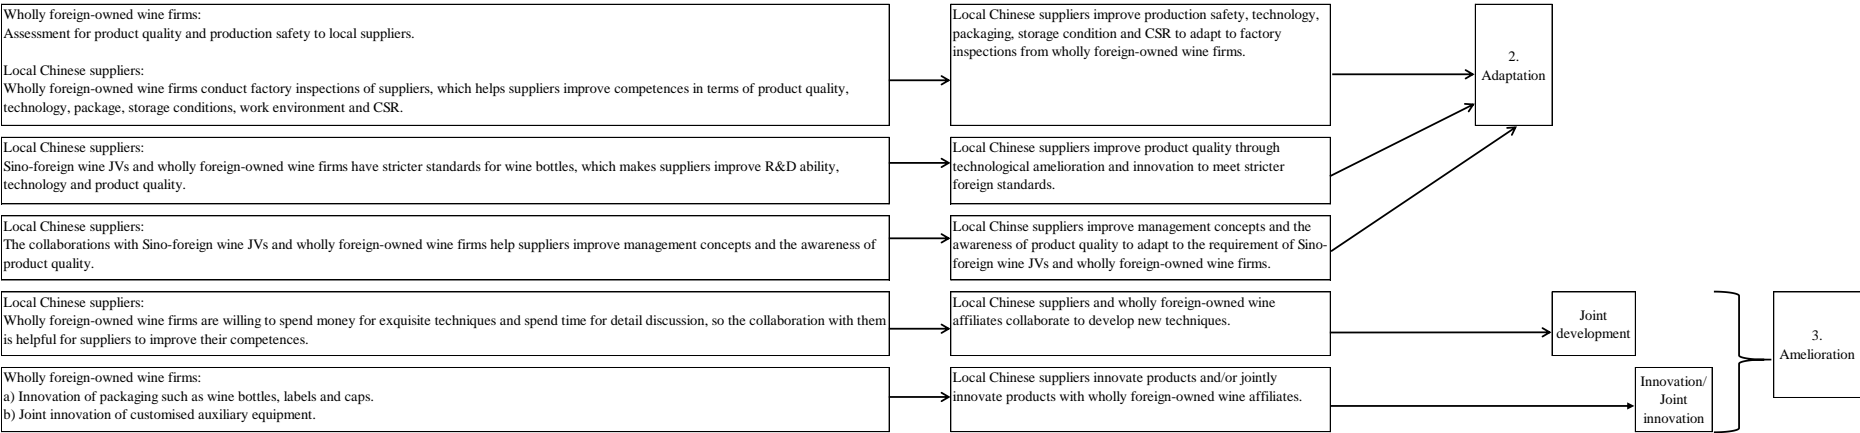 Wholly foreign-owned wine firms:
Assessment for product quality and production safety to local suppliers.
Local Chinese suppliers:
Wholly foreign-owned wine firms conduct factory inspections of suppliers, which helps suppliers improve competences in terms of product quality,
technology, package, storage conditions, work environment and CSR.
Local Chinese suppliers improve production safety, technology,
packaging, storage condition and CSR to adapt to factory
inspections from wholly foreign-owned wine firms.
2.
Adaptation
Local Chinese suppliers:
Sino-foreign wine JVs and wholly foreign-owned wine firms have stricter standards for wine bottles, which makes suppliers improve R&D ability,
technology and product quality.
Local Chinese suppliers improve product quality through
technological amelioration and innovation to meet stricter
foreign standards.
Local Chinese suppliers:
The collaborations with Sino-foreign wine JVs and wholly foreign-owned wine firms help suppliers improve management concepts and the awareness of
product quality.
Local Chinse suppliers improve management concepts and the
awareness of product quality to adapt to the requirement of Sino-
foreign wine JVs and wholly foreign-owned wine firms.
Local Chinese suppliers:
Wholly foreign-owned wine firms are willing to spend money for exquisite techniques and spend time for detail discussion, so the collaboration with them
is helpful for suppliers to improve their competences.
Local Chinese suppliers and wholly foreign-owned wine
affiliates collaborate to develop new techniques.
Joint
development
3.
Amelioration
Wholly foreign-owned wine firms:
a) Innovation of packaging such as wine bottles, labels and caps.
b) Joint innovation of customised auxiliary equipment.
Local Chinese suppliers innovate products and/or jointly
innovate products with wholly foreign-owned wine affiliates.
Innovation/
Joint
innovation